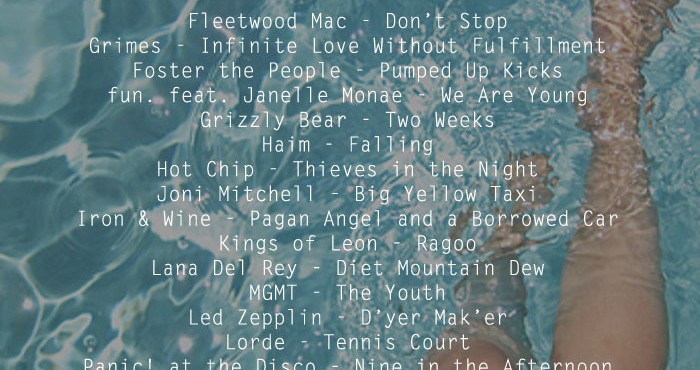 Fleetwood Mac - Don't Stop
Grimes - Infinite Love Without Fulfillment
Foster the People - Pumped Up Kicks
fun. feat. Janelle Monae - We Are Young
Grizzly Bear - Two Weeks
Haim - Falling
Hot Chip - Thieves in the Night
Joni Mitchell - Big Yellow Taxi
Iron & Wine - Pagan Angel and a Borrowed Car
Kings of Leon - Ragoo
Lana Del Rey - Diet Mountain Dew
MGMT - The Youth
Led Zepplin - D'yer Mak'er
Lorde - Tennis Court
Panic! at the Disco - Nine in the Afternoon